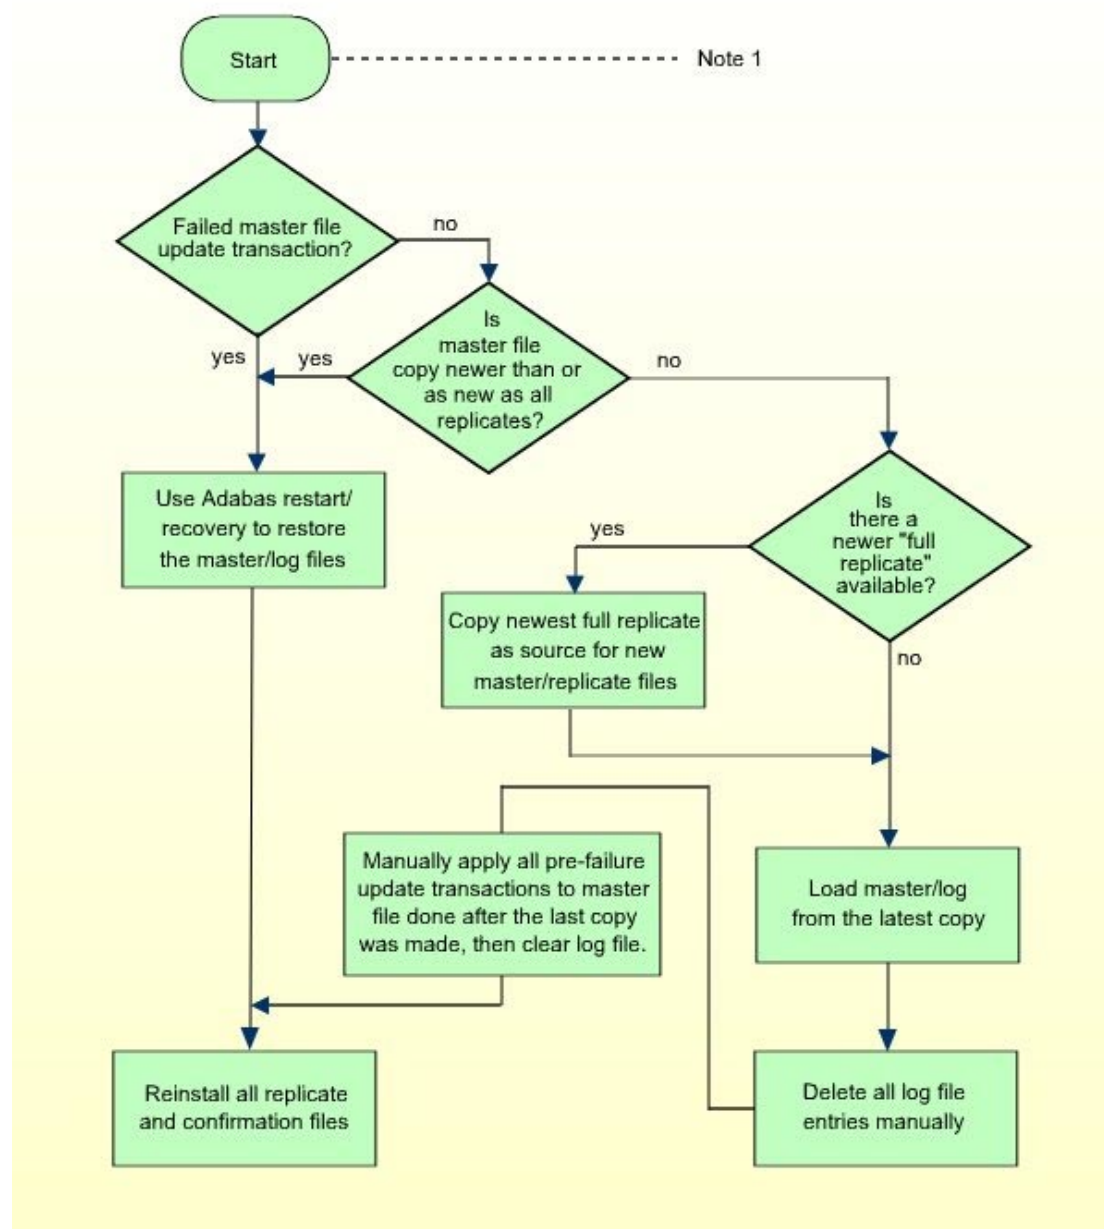 Start
Note 1
Failed master file
update transaction?
no
yes
Is
master file
copy newer than or
as new as all
replicates?
yes
no
Use Adabas restart/
recovery to restore
the master/log files
Is
there a
newer "full
replicate"
available?
yes
no
Copy newest full replicate
as source for new
master/replicate files
Manually apply all pre-failure
update transactions to master
file done after the last copy
was made, then clear log file.
Load master/log
from the latest copy
Reinstall all replicate
and confirmation files
Delete all log file
entries manually